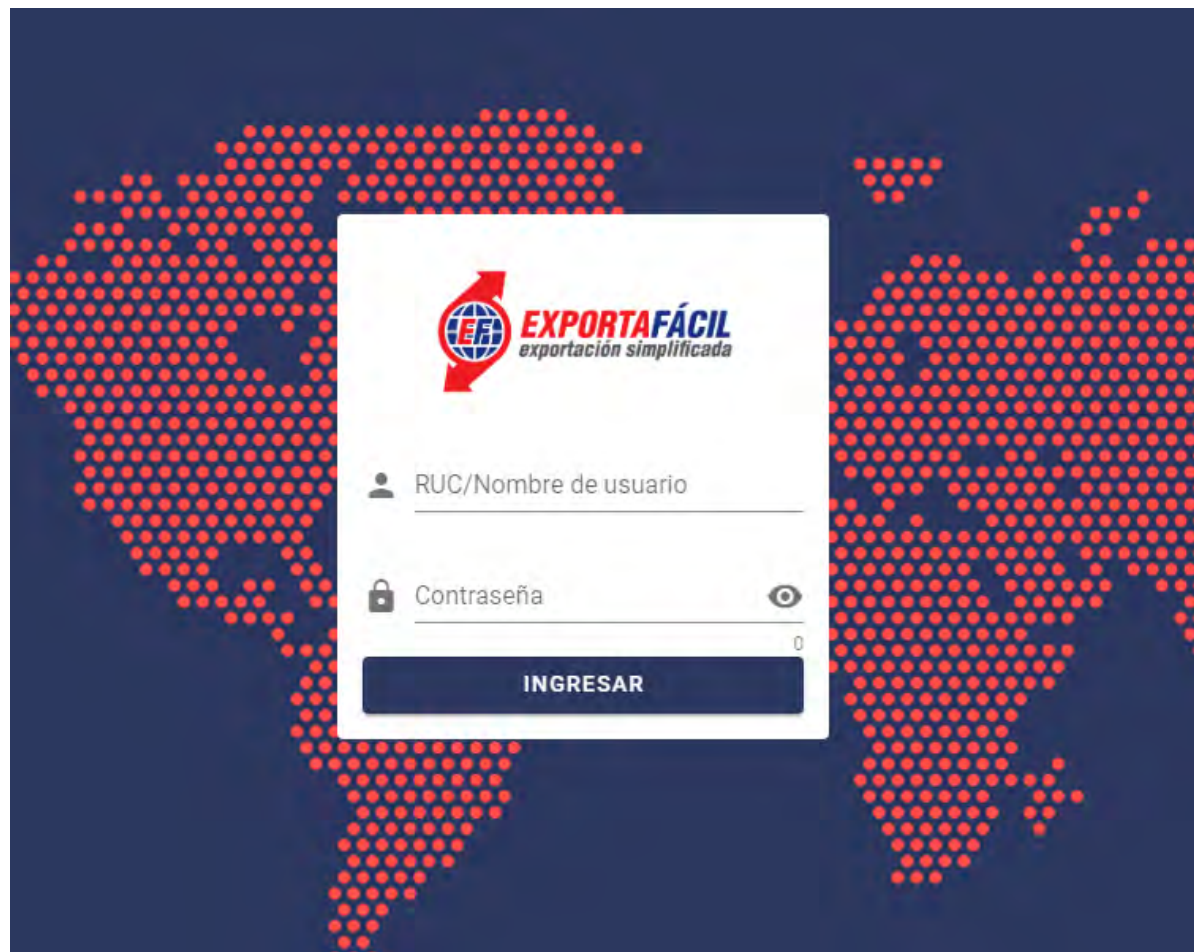 EF
EXPORTAFÁCIL
exportación simplificada
RUC/Nombre de usuario
Contraseña
0
INGRESAR